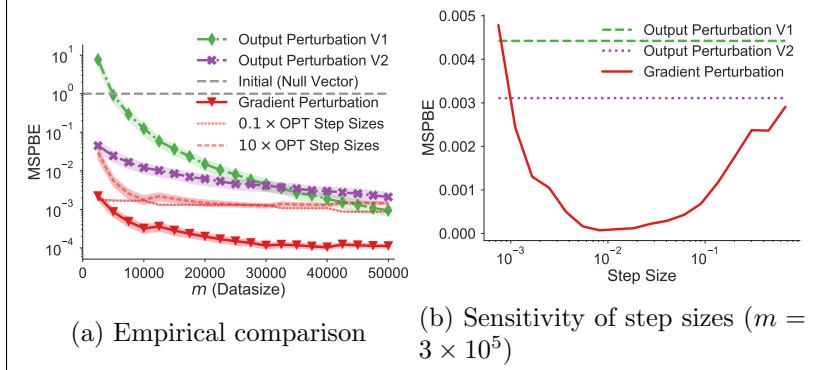 10^1
10^0
10^{-1}
10^{-2}
10^{-3}
10^{-4}
MSPBE
Output Perturbation V1
Output Perturbation V2
Initial (Null Vector)
Gradient Perturbation
0.1 × OPT Step Sizes
10 × OPT Step Sizes
0 10000 20000 30000 40000 50000
m (Datasize)
(a) Empirical comparison
0.005
0.004
0.003
0.002
0.001
0.000
MSPBE
Output Perturbation V1
Output Perturbation V2
Gradient Perturbation
10^{-3} 10^{-2} 10^{-1}
Step Size
(b) Sensitivity of step sizes (m =
3 × 10^5)